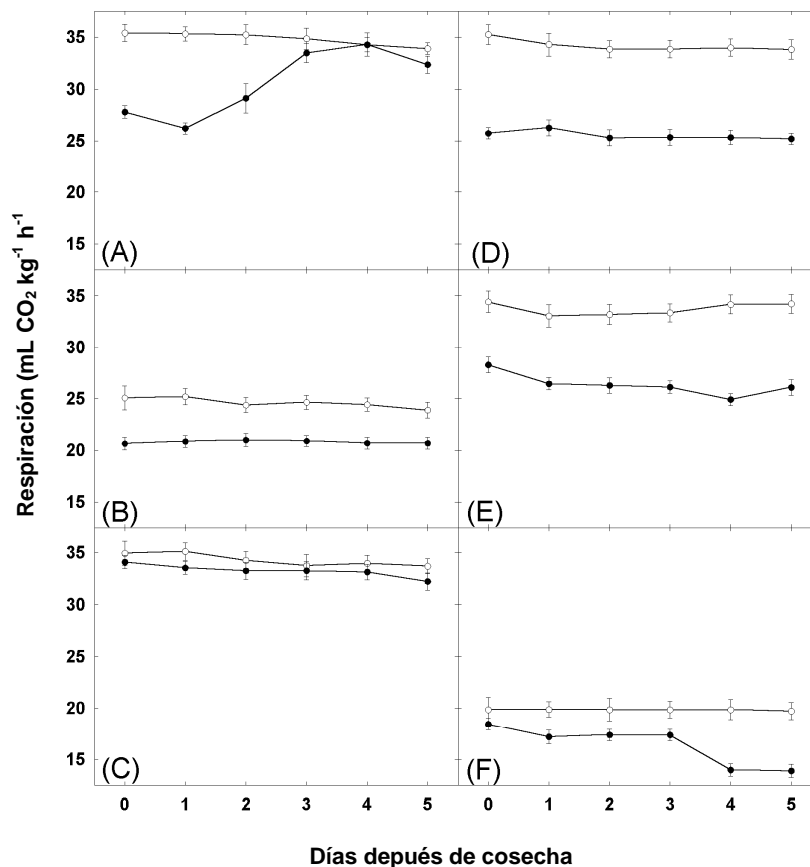 Respiración (mL CO₂ kg⁻¹ h⁻¹
35
30
25
20
15
(A)
(D)
35
30
25
20
15
(B)
(E)
35
30
25
20
15
(C)
(F)
0 1 2 3 4 5
0 1 2 3 4 5
Días depués de cosecha